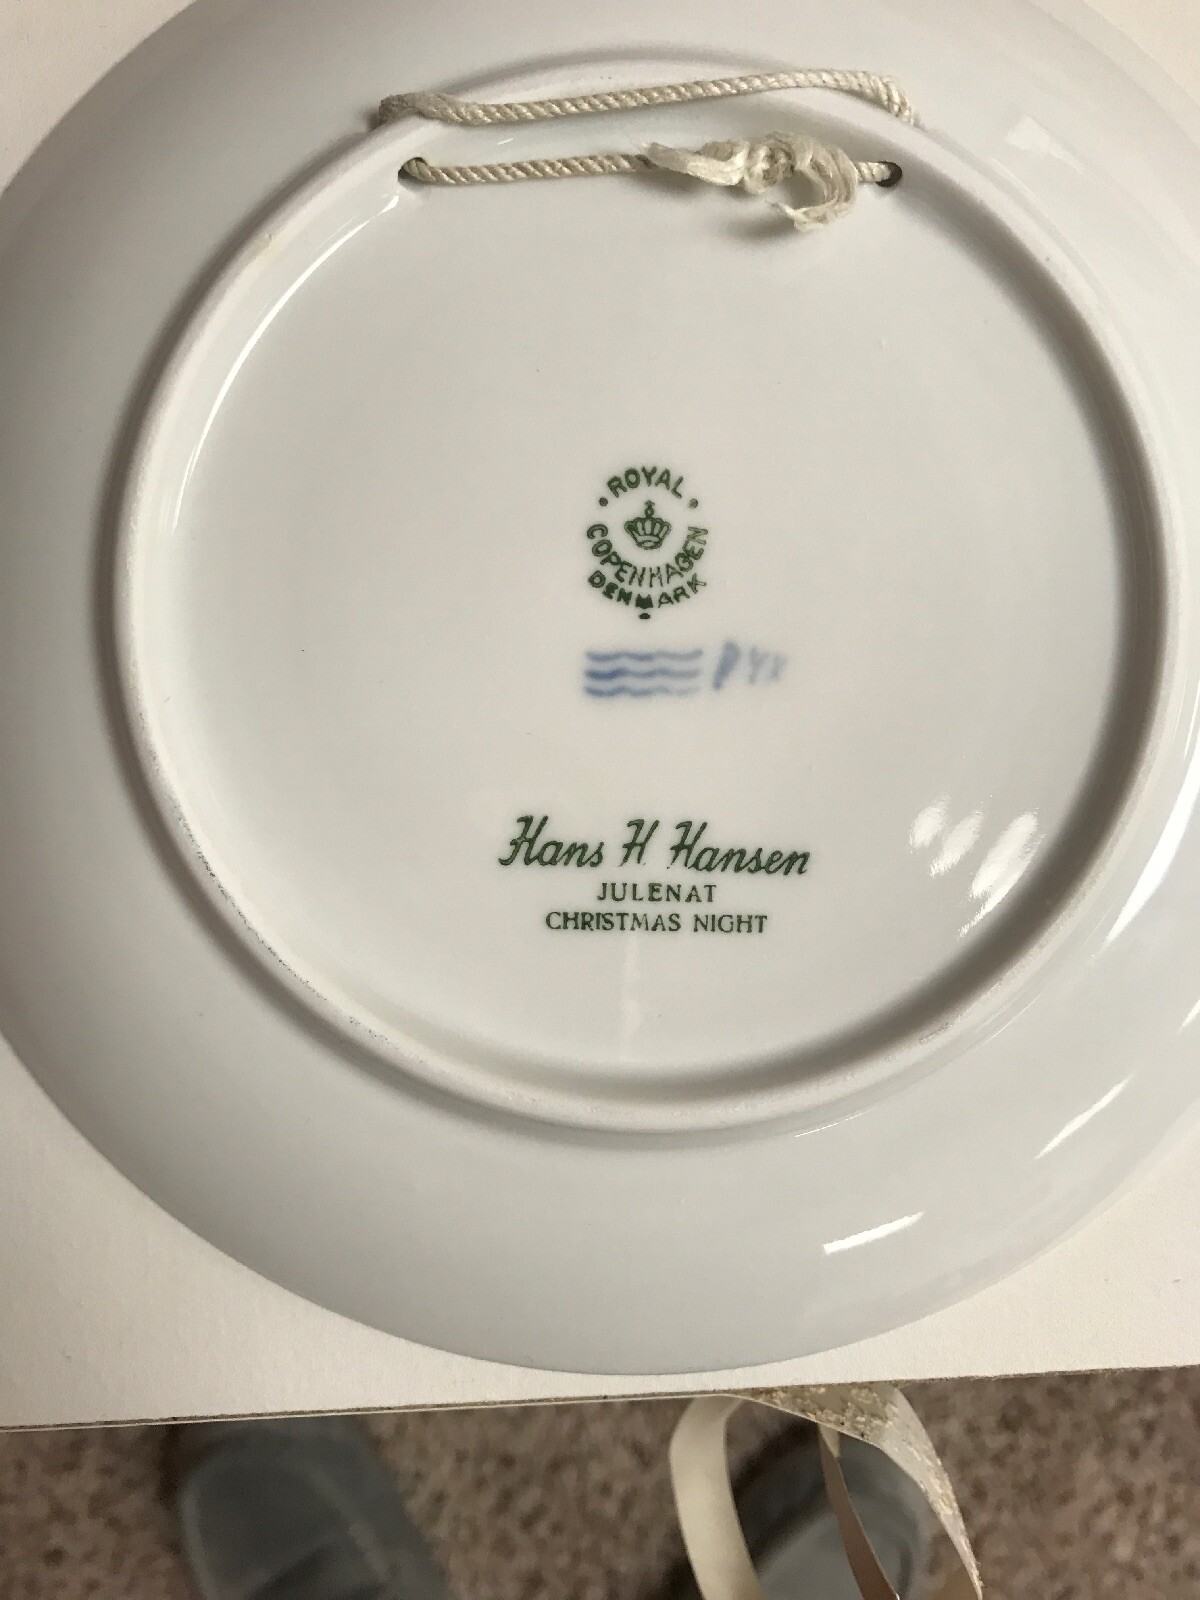 ROYAL
COPENHAGEN
DENMARK
Hans H Hansen
JULENAT
CHRISTMAS NIGHT